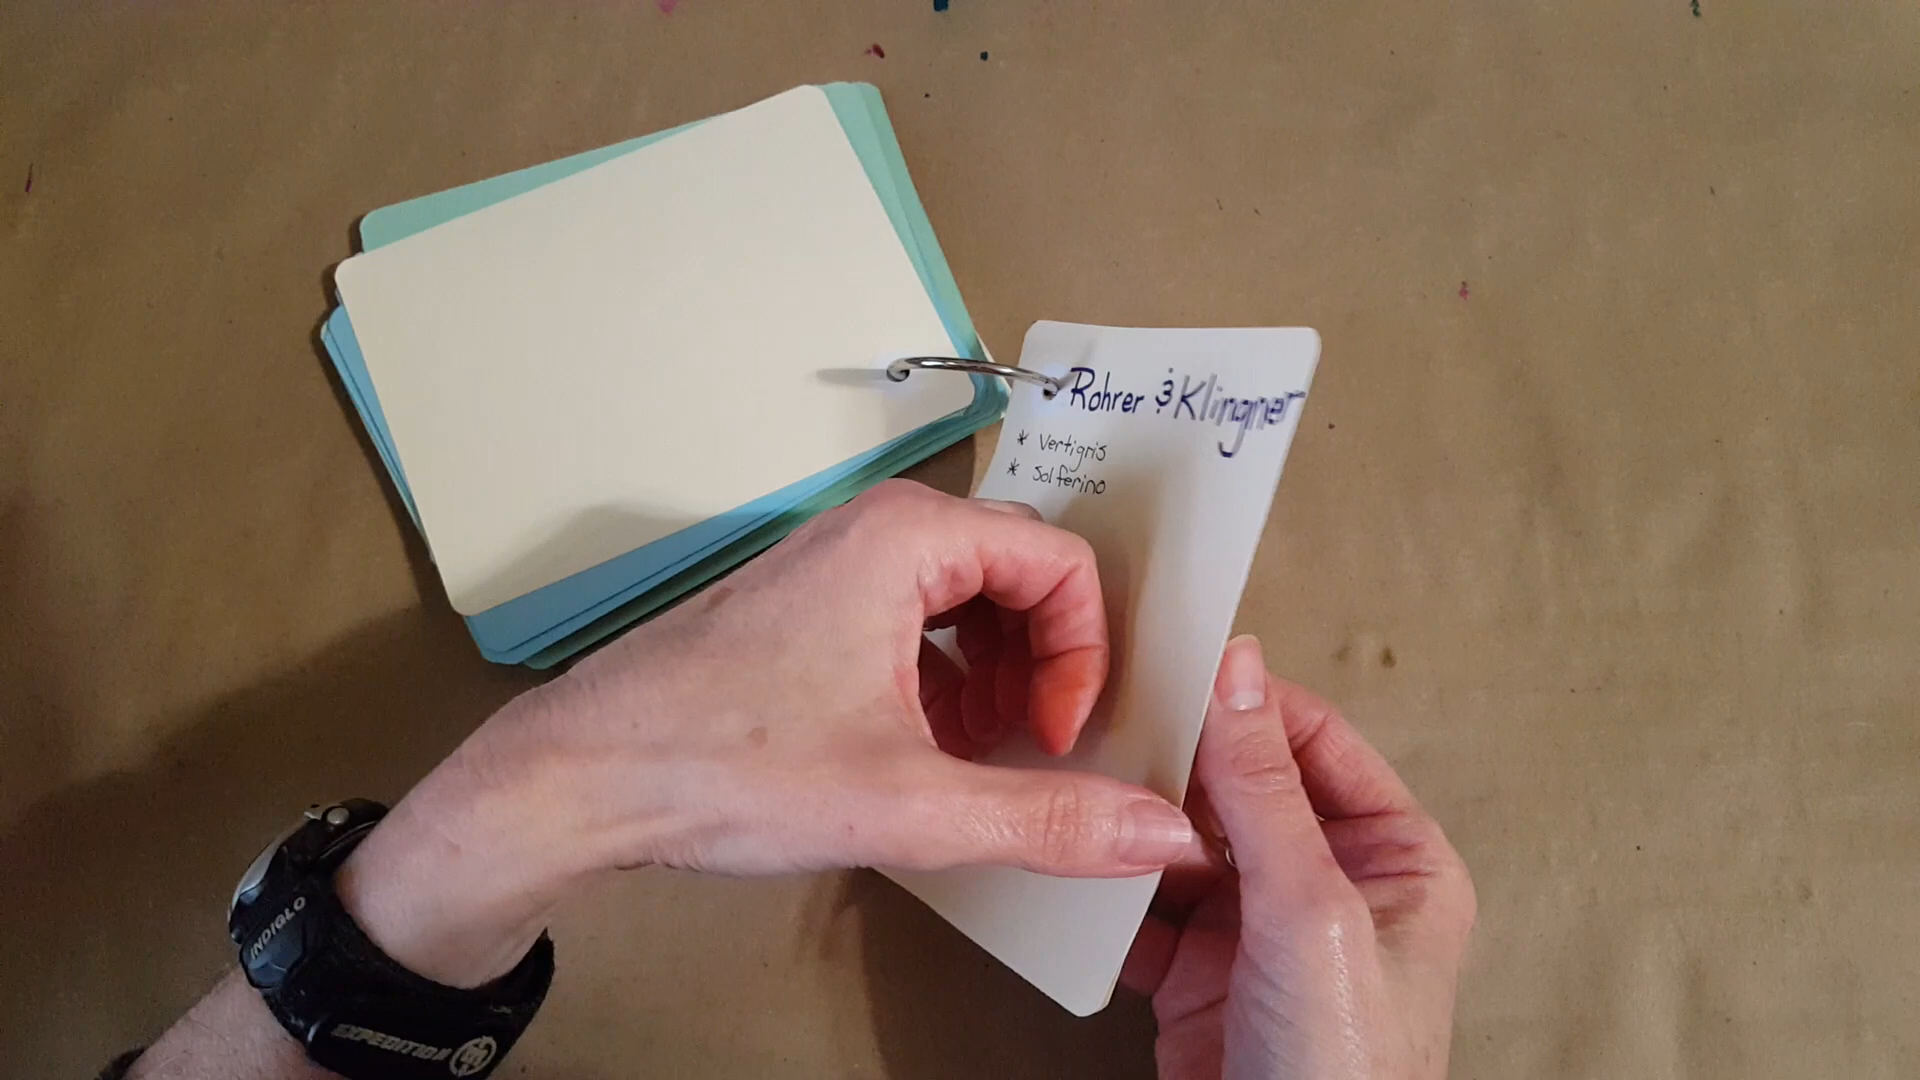 Rohrer & Klingner
* Vertigris
* Solferino
INDIGLO
EXPEDITION